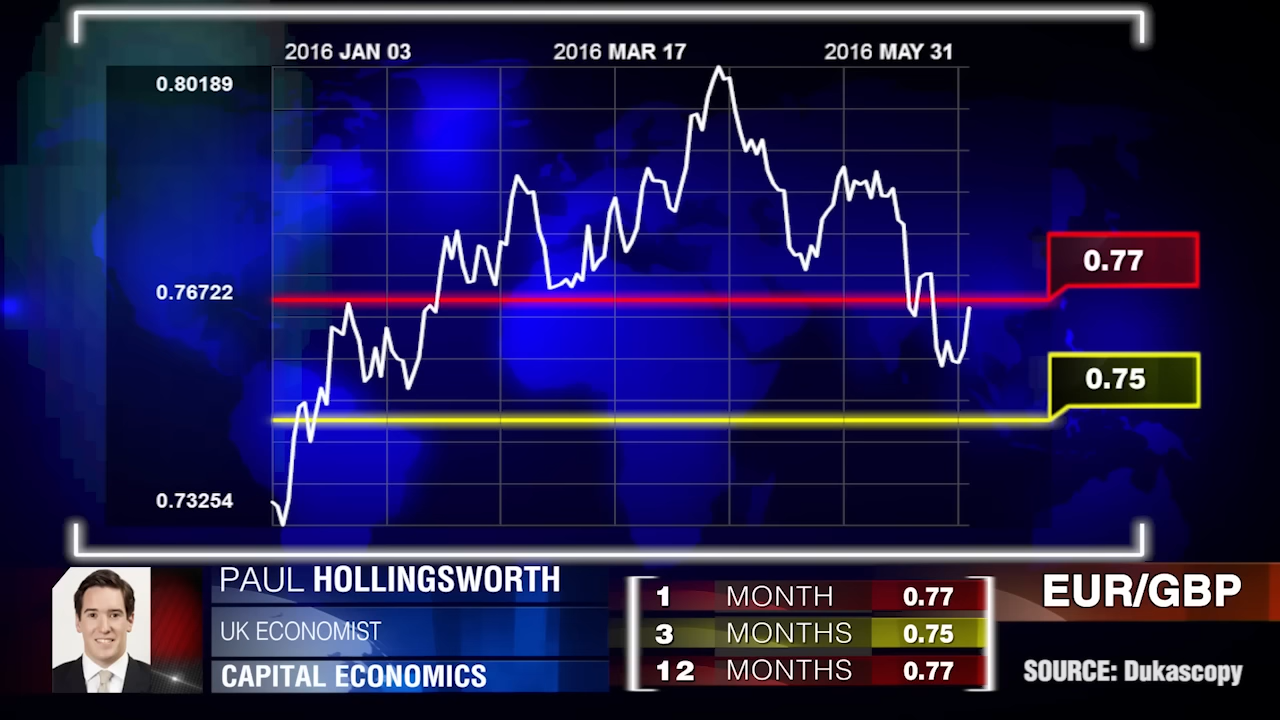 2016 JAN 03 2016 MAR 17 2016 MAY 31
0.80189
0.77
0.76722
0.75
0.73254
PAUL HOLLINGSWORTH
UK ECONOMIST
CAPITAL ECONOMICS
1 MONTH 0.77
3 MONTHS 0.75
12 MONTHS 0.77
EUR/GBP
SOURCE: Dukascopy